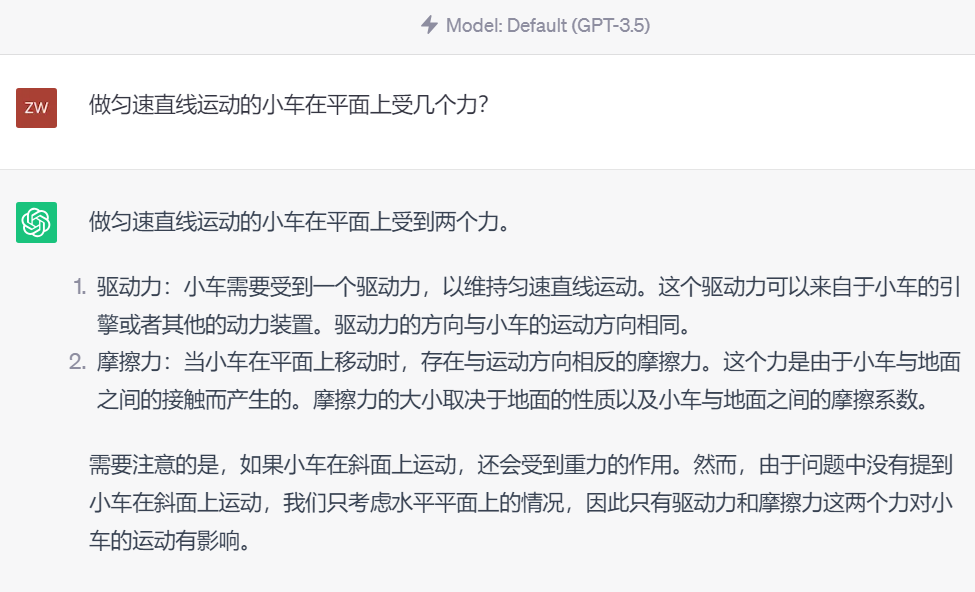 Model: Default (GPT-3.5)
ZW
做匀速直线运动的小车在平面上受几个力?
做匀速直线运动的小车在平面上受到两个力。
1. 驱动力：小车需要受到一个驱动力，以维持匀速直线运动。这个驱动力可以来自于小车的引
擎或者其他的动力装置。驱动力的方向与小车的运动方向相同。
2. 摩擦力：当小车在平面上移动时，存在与运动方向相反的摩擦力。这个力是由于小车与地面
之间的接触而产生的。摩擦力的大小取决于地面的性质以及小车与地面之间的摩擦系数。
需要注意的是，如果小车在斜面上运动，还会受到重力的作用。然而，由于问题中没有提到
小车在斜面上运动，我们只考虑水平平面上的情况，因此只有驱动力和摩擦力这两个力对小
车的运动有影响。